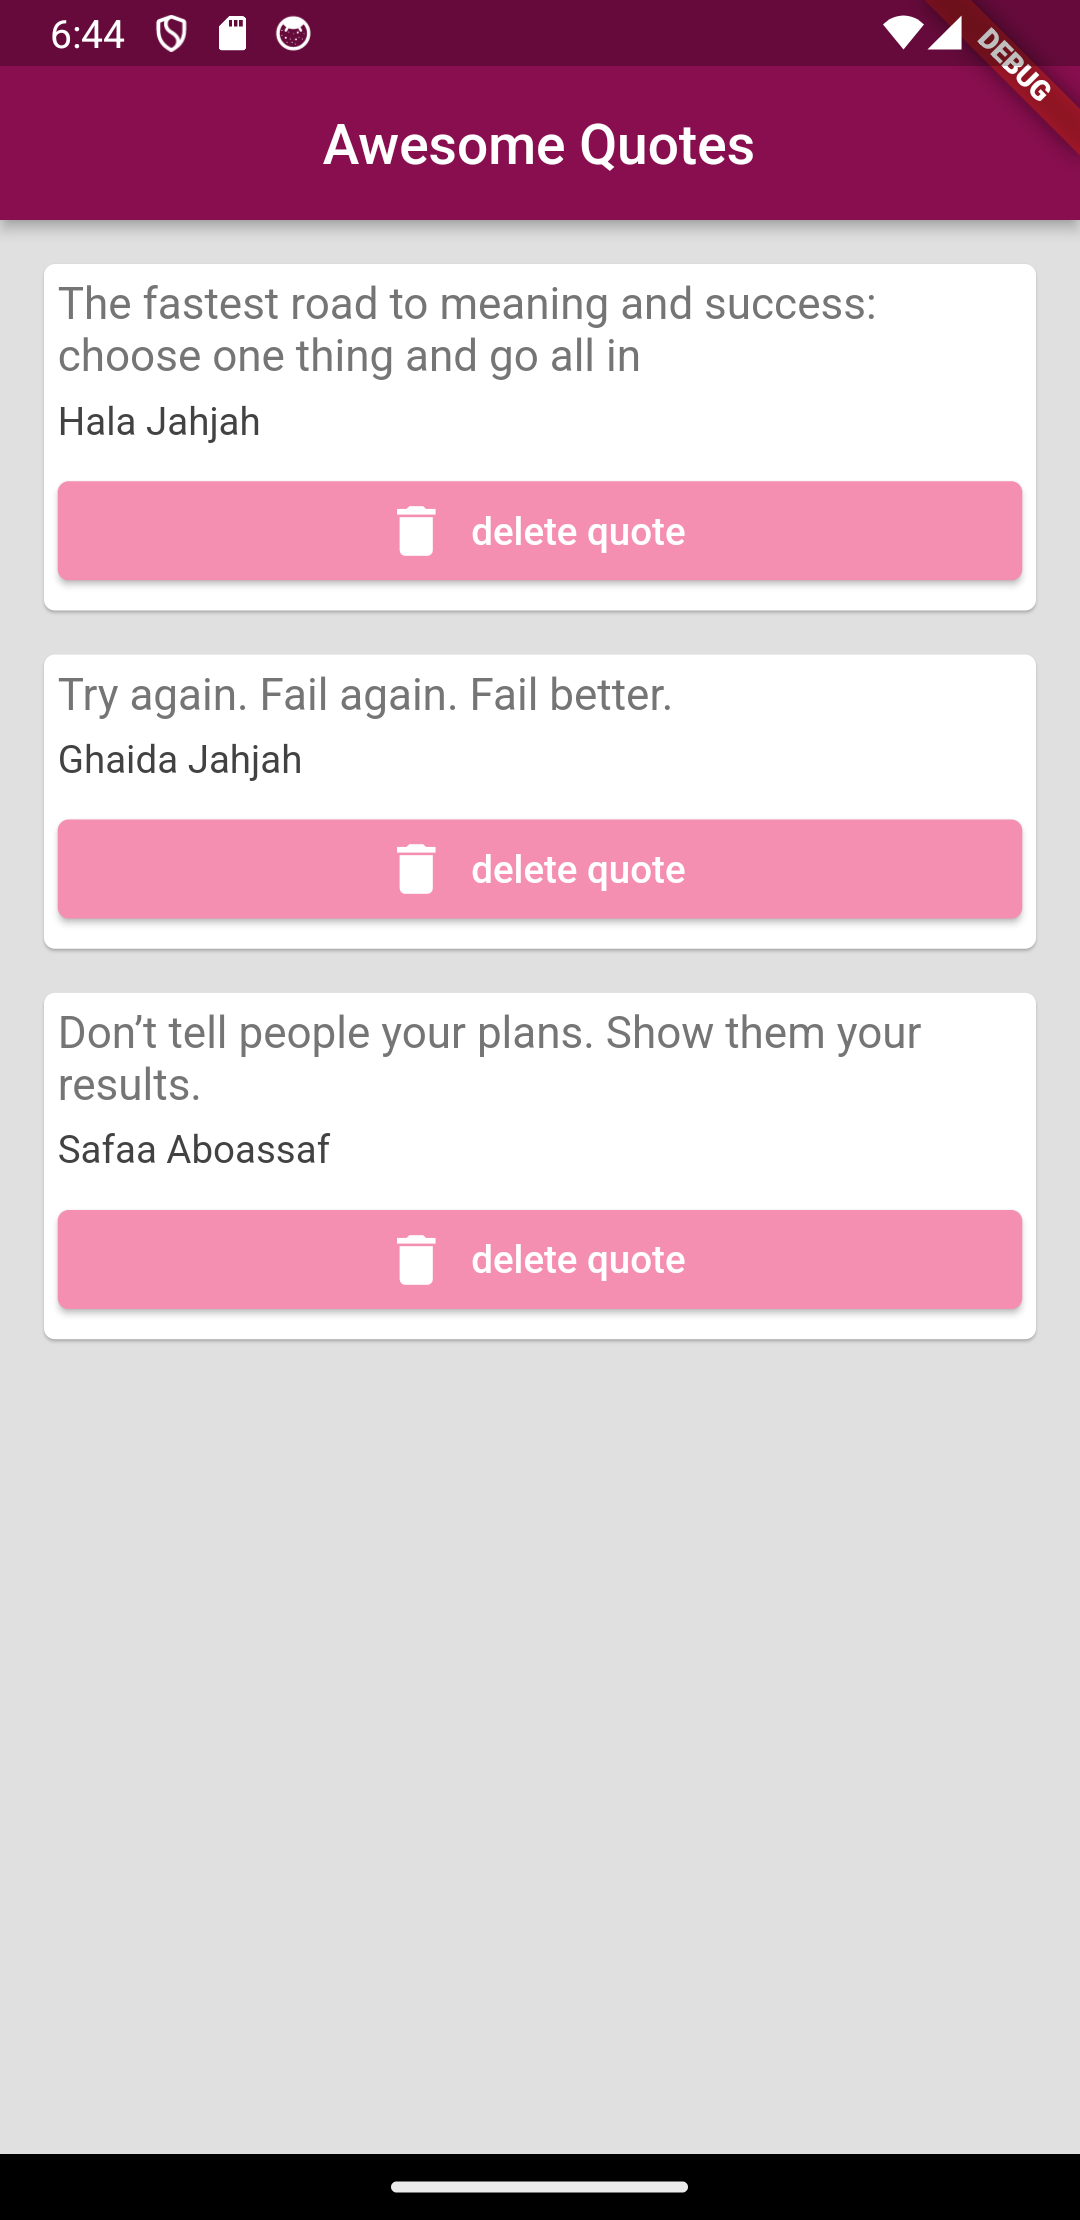 6:44
DEBUG
Awesome Quotes
The fastest road to meaning and success:
choose one thing and go all in
Hala Jahjah
delete quote
Try again. Fail again. Fail better.
Ghaida Jahjah
delete quote
Don’t tell people your plans. Show them your
results.
Safaa Aboassaf
delete quote